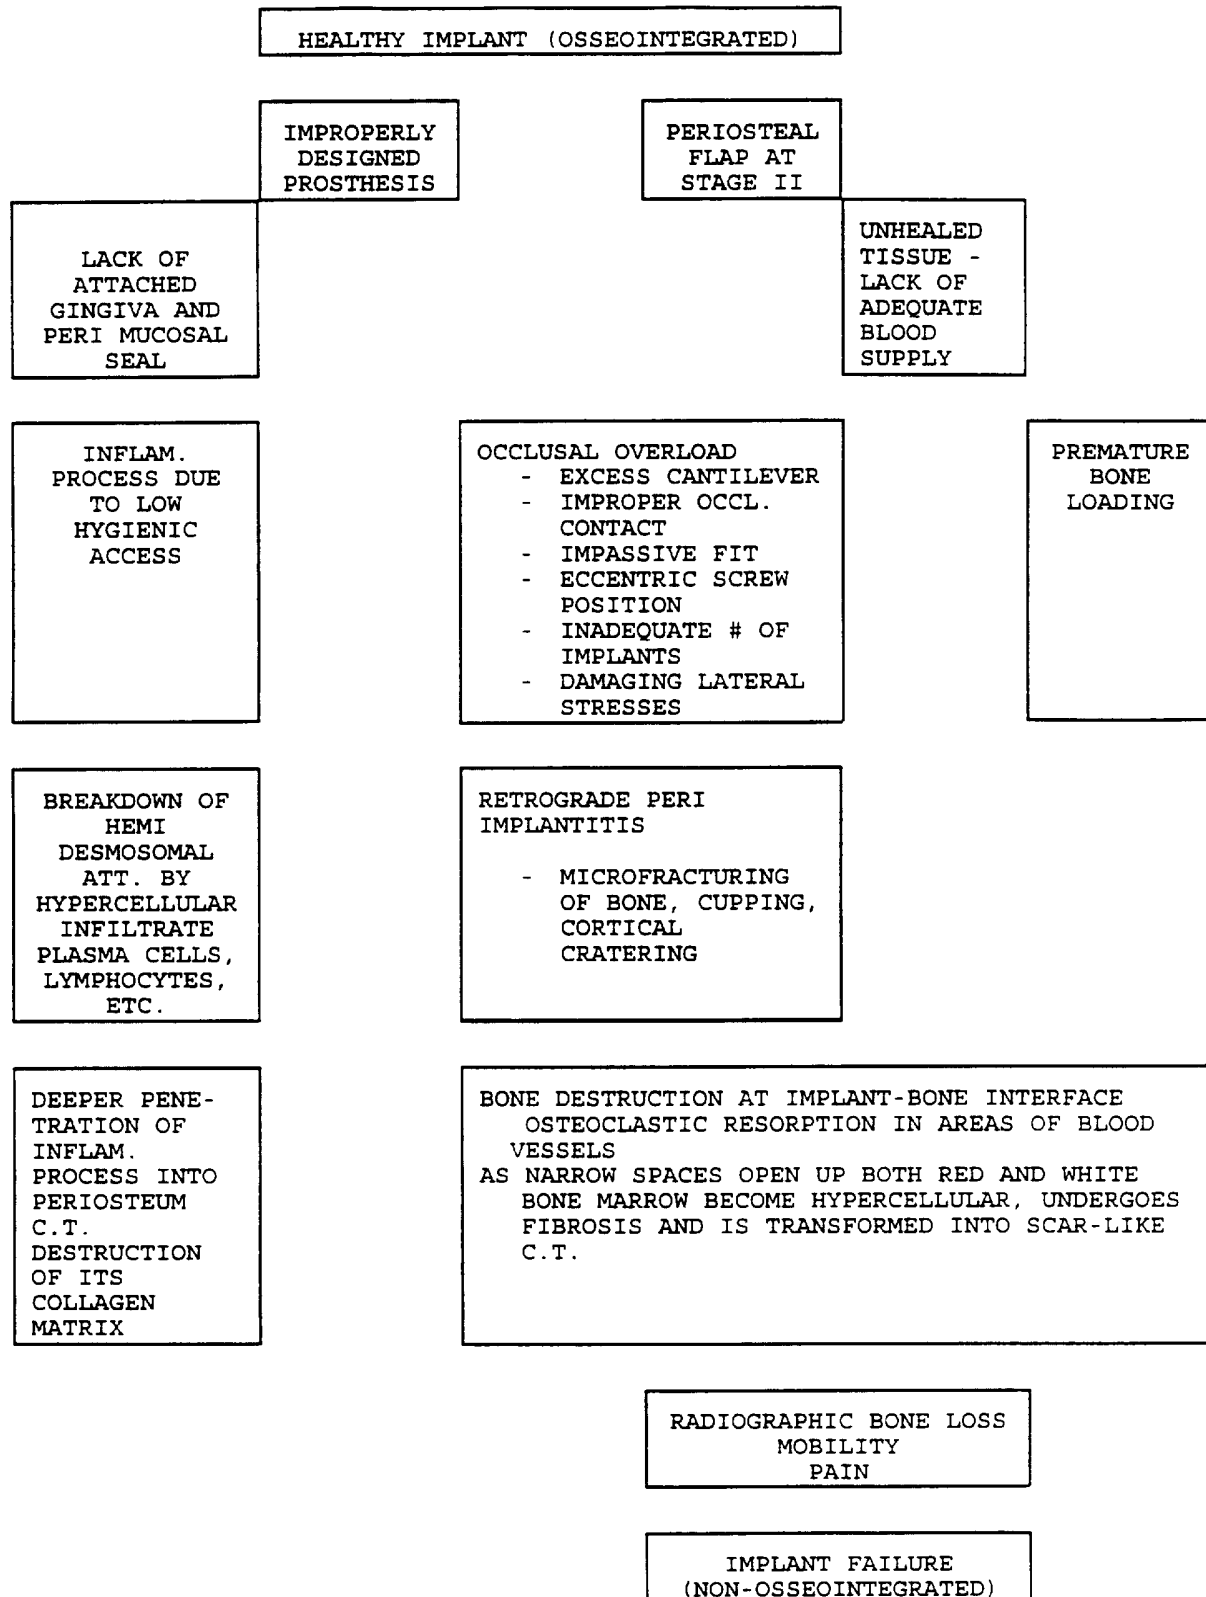 HEALTHY IMPLANT (OSSEOINTEGRATED)
IMPROPERLY
DESIGNED
PROSTHESIS
PERIOSTEAL
FLAP AT
STAGE II
LACK OF
ATTACHED
GINGIVA AND
PERI MUCOSAL
SEAL
UNHEALED
TISSUE -
LACK OF
ADEQUATE
BLOOD
SUPPLY
INFLAM.
PROCESS DUE
TO LOW
HYGIENIC
ACCESS
OCCLUSAL OVERLOAD
- EXCESS CANTILEVER
- IMPROPER OCCL.
CONTACT
- IMPASSIVE FIT
- ECCENTRIC SCREW
POSITION
- INADEQUATE # OF
IMPLANTS
- DAMAGING LATERAL
STRESSES
PREMATURE
BONE
LOADING
BREAKDOWN OF
HEMI
DESMOSOMAL
ATT. BY
HYPERCELLULAR
INFILTRATE
PLASMA CELLS,
LYMPHOCYTES,
ETC.
RETROGRADE PERI
IMPLANTITIS
- MICROFRACTURING
OF BONE, CUPPING,
CORTICAL
CRATERING
DEEPER PENE-
TRATION OF
INFLAM.
PROCESS INTO
PERIOSTEUM
C.T.
DESTRUCTION
OF ITS
COLLAGEN
MATRIX
BONE DESTRUCTION AT IMPLANT-BONE INTERFACE
OSTEOCLASTIC RESORPTION IN AREAS OF BLOOD
VESSELS
AS NARROW SPACES OPEN UP BOTH RED AND WHITE
BONE MARROW BECOME HYPERCELLULAR, UNDERGOES
FIBROSIS AND IS TRANSFORMED INTO SCAR-LIKE
C.T.
RADIOGRAPHIC BONE LOSS
MOBILITY
PAIN
IMPLANT FAILURE
(NON-OSSEOINTEGRATED)